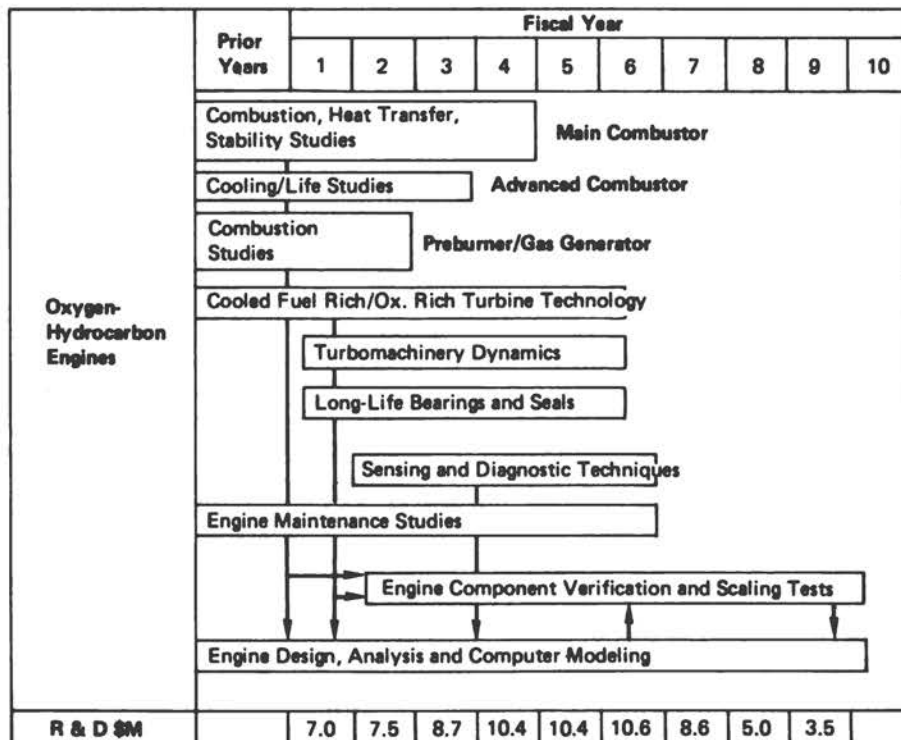 Fiscal Year
Prior
Years
1 2 3 4 5 6 7 8 9 10
Combustion, Heat Transfer,
Stability Studies
Main Combustor
Cooling/Life Studies
Advanced Combustor
Combustion
Studies
Preburner/Gas Generator
Oxygen-
Hydrocarbon
Engines
Cooled Fuel Rich/Ox. Rich Turbine Technology
Turbomachinery Dynamics
Long-Life Bearings and Seals
Sensing and Diagnostic Techniques
Engine Maintenance Studies
Engine Component Verification and Scaling Tests
Engine Design, Analysis and Computer Modeling
R & D $M 7.0 7.5 8.7 10.4 10.4 10.6 8.6 5.0 3.5